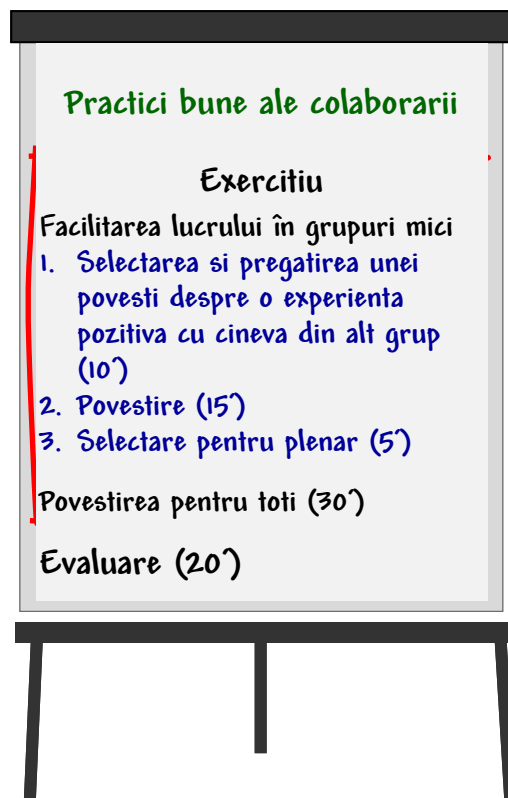 Practici bune ale colaborarii
Exercitiu
Facilitarea lucrului în grupuri mici
1. Selectarea si pregatirea unei
povesti despre o experienta
pozitiva cu cineva din alt grup
(10´)
2. Povestire (15´)
3. Selectare pentru plenar (5´)
Povestirea pentru toti (30´)
Evaluare (20´)